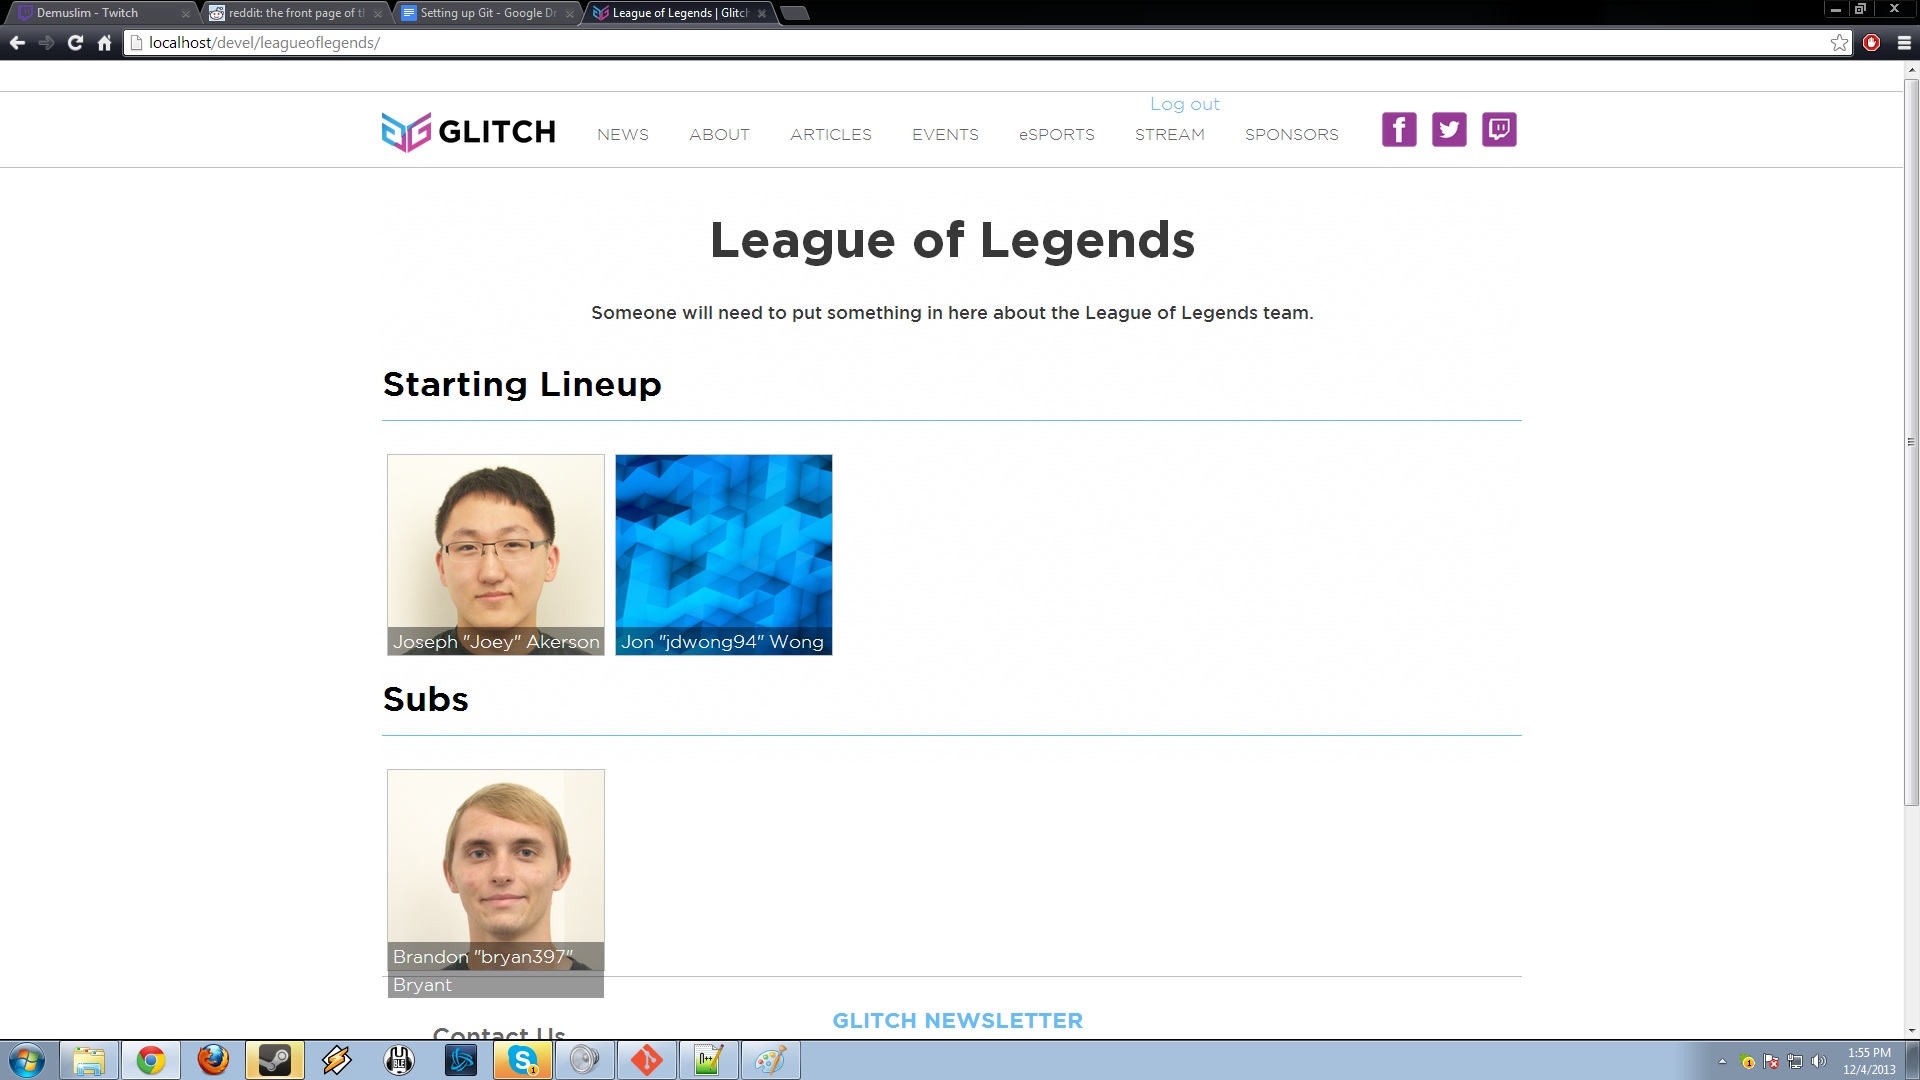 Demuslim - Twitch
reddit: the front page of t
Setting up Git - Google Dr
League of Legends | Glitch
localhost/devel/leagueoflegends/
Log out
GLITCH
NEWS
ABOUT
ARTICLES
EVENTS
eSPORTS
STREAM
SPONSORS
League of Legends
Someone will need to put something in here about the League of Legends team.
Starting Lineup
Joseph "Joey" Akerson
Jon "jdwong94" Wong
Subs
Brandon "bryan397"
Bryant
GLITCH NEWSLETTER
Contact Us
1:55 PM
12/4/2013